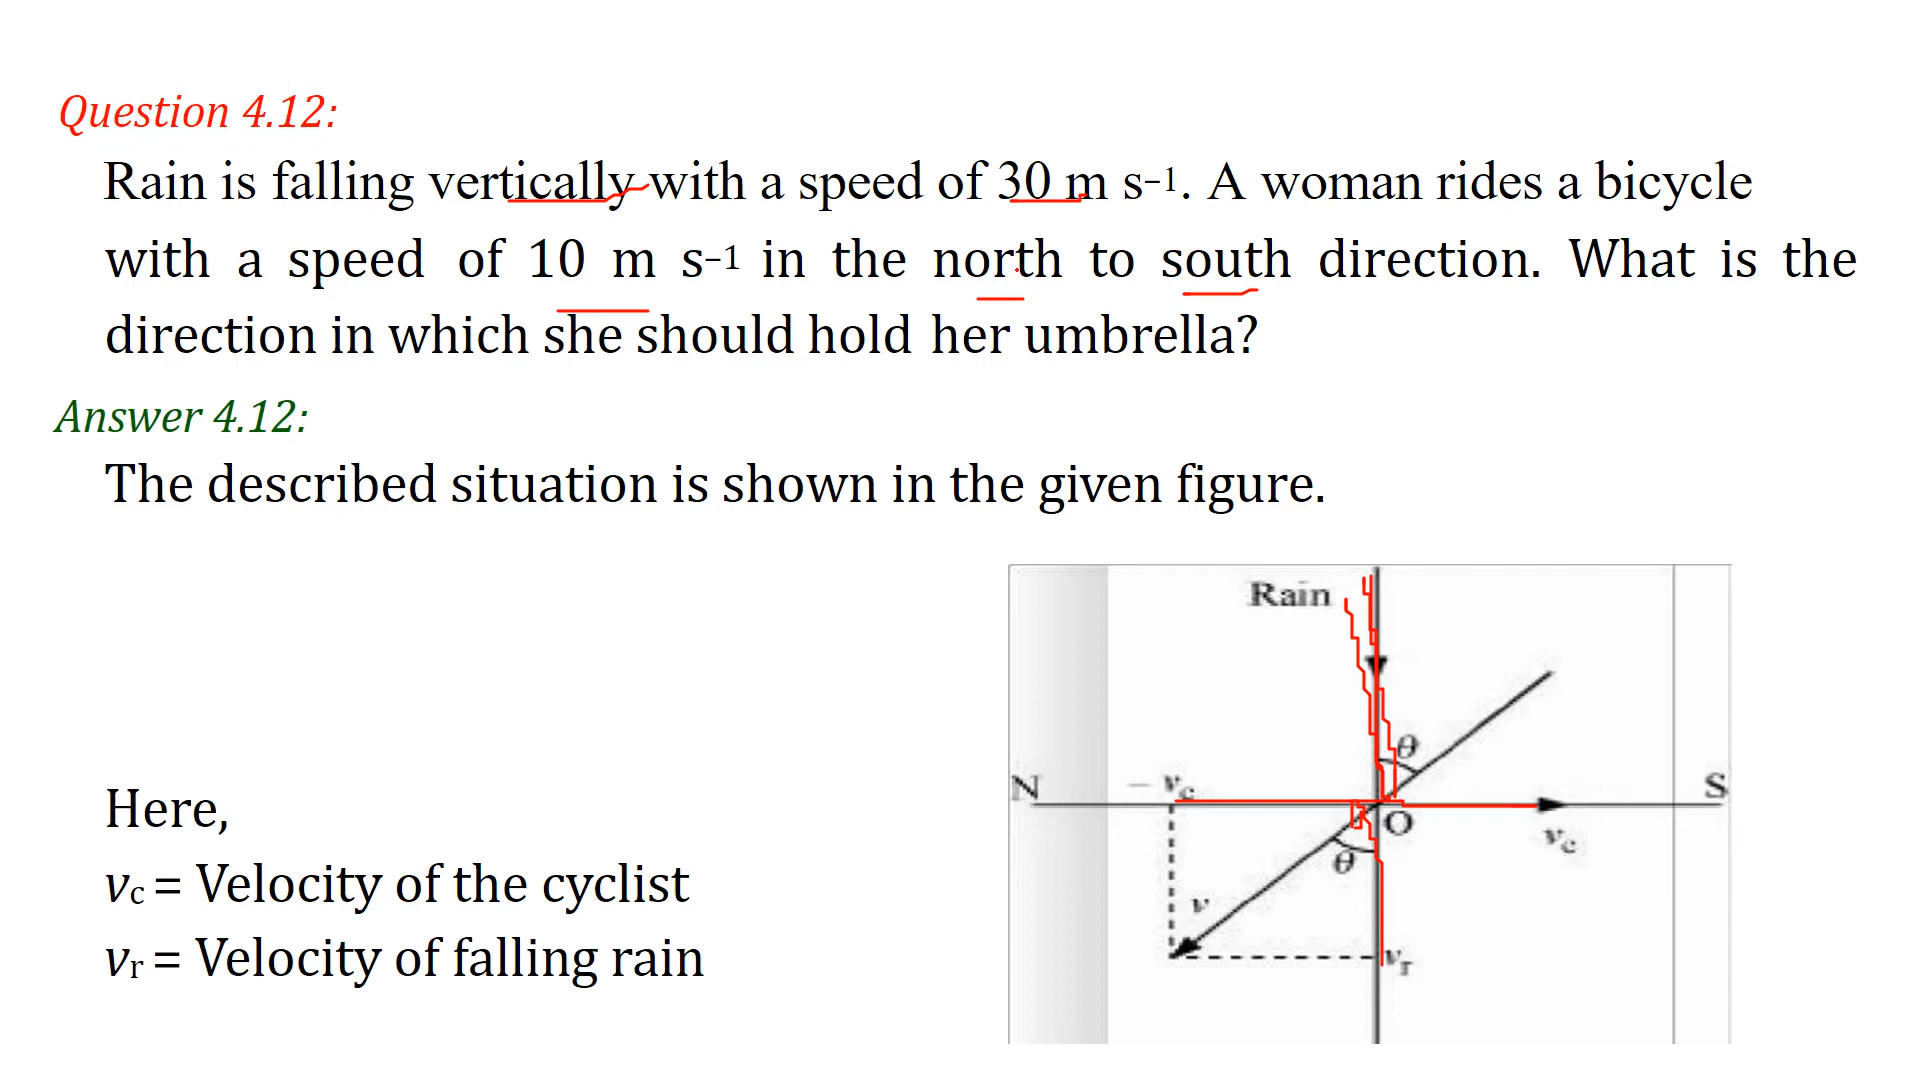 Question 4.12:
Rain is falling vertically with a speed of 30 m s–1. A woman rides a bicycle
with a speed of 10 m s–1 in the north to south direction. What is the
direction in which she should hold her umbrella?
Answer 4.12:
The described situation is shown in the given figure.
Rain
θ
N
– vc
S
O
vc
θ
v
vr
Here,
vc = Velocity of the cyclist
vr = Velocity of falling rain